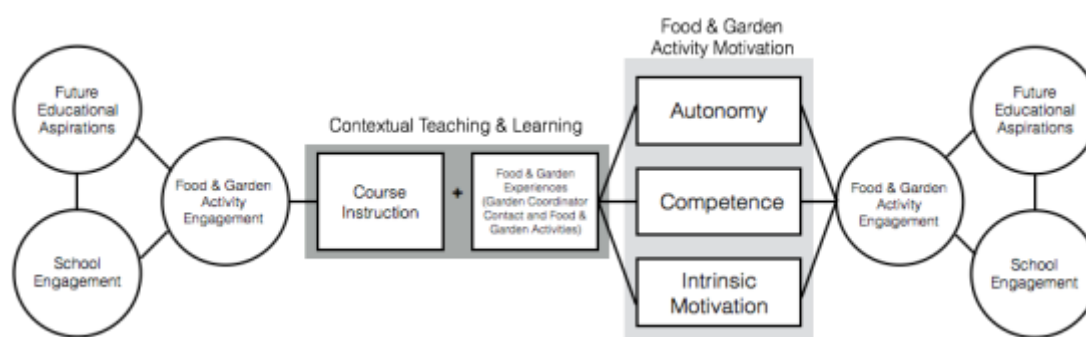 Future
Educational
Aspirations
School
Engagement
Food & Garden
Activity
Engagement
Contextual Teaching & Learning
Course
Instruction
+
Food & Garden
Experiences
(Garden Coordinator
Contact and Food &
Garden Activities)
Food & Garden
Activity Motivation
Autonomy
Competence
Intrinsic
Motivation
Food & Garden
Activity
Engagement
Future
Educational
Aspirations
School
Engagement